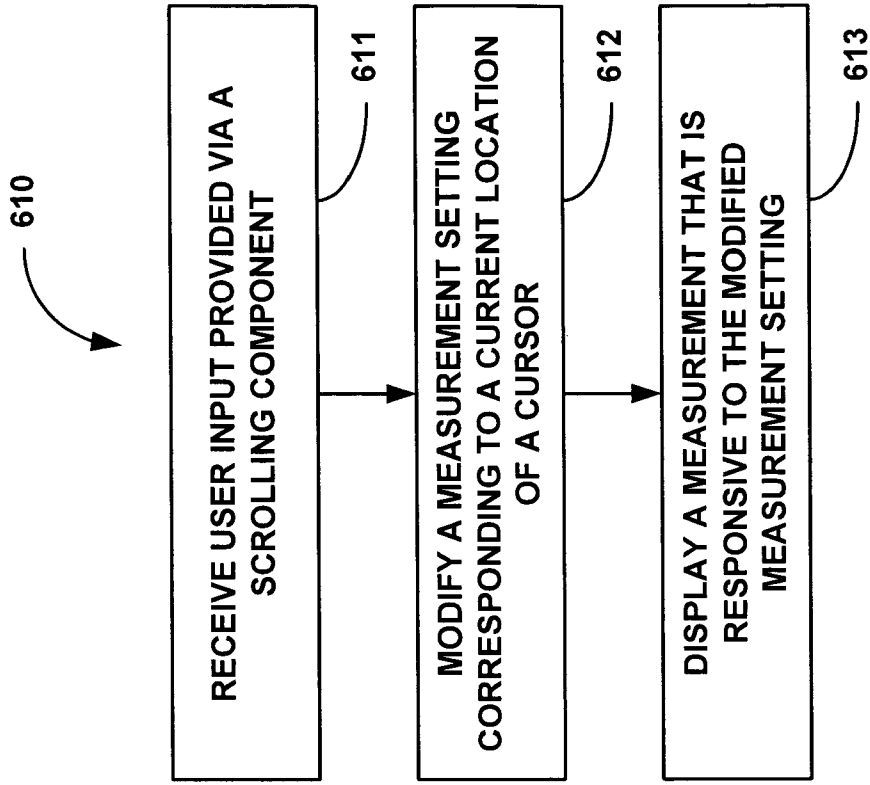 610
RECEIVE USER INPUT PROVIDED VIA A
SCROLLING COMPONENT
611
MODIFY A MEASUREMENT SETTING
CORRESPONDING TO A CURRENT LOCATION
OF A CURSOR
612
DISPLAY A MEASUREMENT THAT IS
RESPONSIVE TO THE MODIFIED
MEASUREMENT SETTING
613